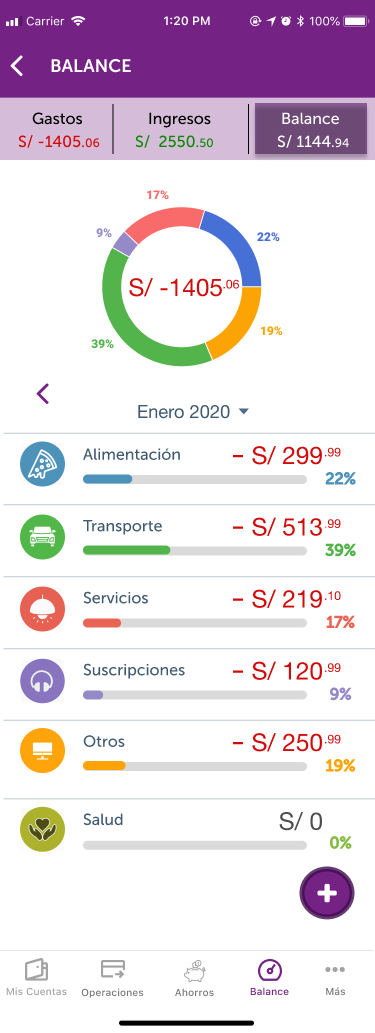 Carrier 1:20 PM 100%
BALANCE
Gastos Ingresos Balance
S/ -1405.06 S/ 2550.50 S/ 1144.94
17%
9% 22%
S/ -1405.06
39% 19%
Enero 2020
Alimentación - S/ 299.99
22%
Transporte - S/ 513.99
39%
Servicios - S/ 219.10
17%
Suscripciones - S/ 120.99
9%
Otros - S/ 250.99
19%
Salud S/ 0
0%
+
Mis Cuentas Operaciones Ahorros Balance Más